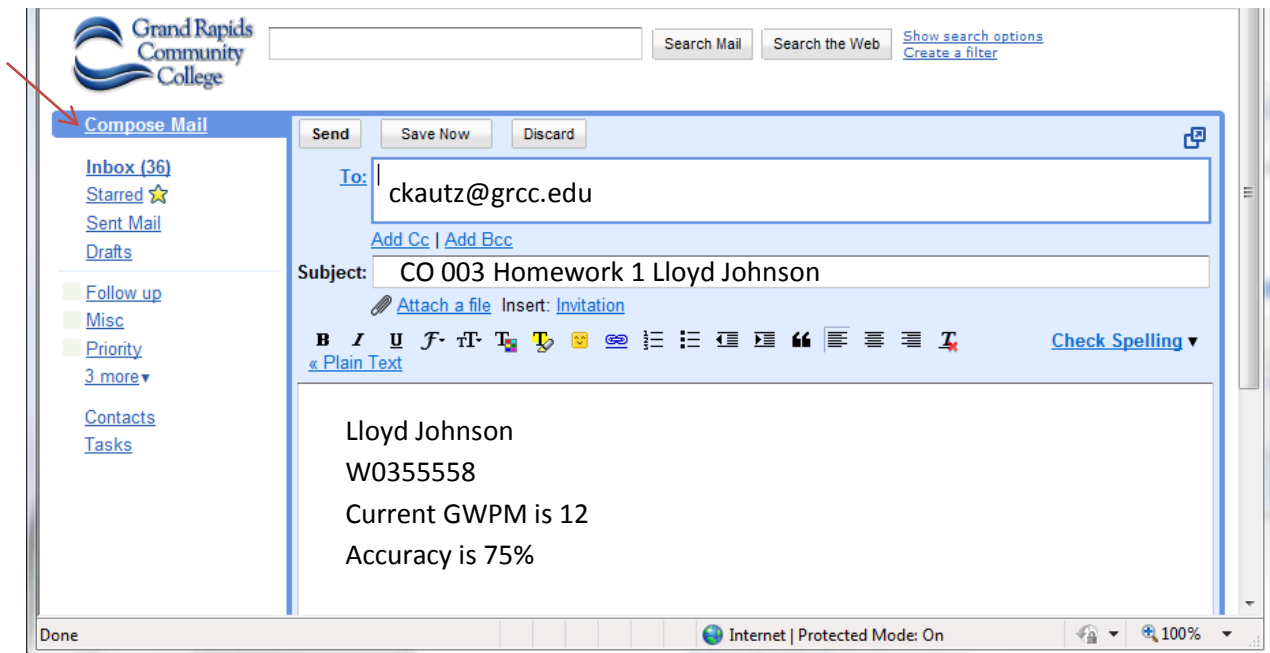 Grand Rapids
Community
College
Search Mail
Search the Web
Show search options
Create a filter
Compose Mail
Inbox (36)
Starred
Sent Mail
Drafts
Follow up
Misc
Priority
3 more▾
Contacts
Tasks
Send Save Now Discard
To: ckautz@grcc.edu
Add Cc | Add Bcc
Subject: CO 003 Homework 1 Lloyd Johnson
Attach a file Insert: Invitation
B I U F T T T Check Spelling ▾
« Plain Text
Lloyd Johnson
W0355558
Current GWPM is 12
Accuracy is 75%
Done Internet | Protected Mode: On 100%